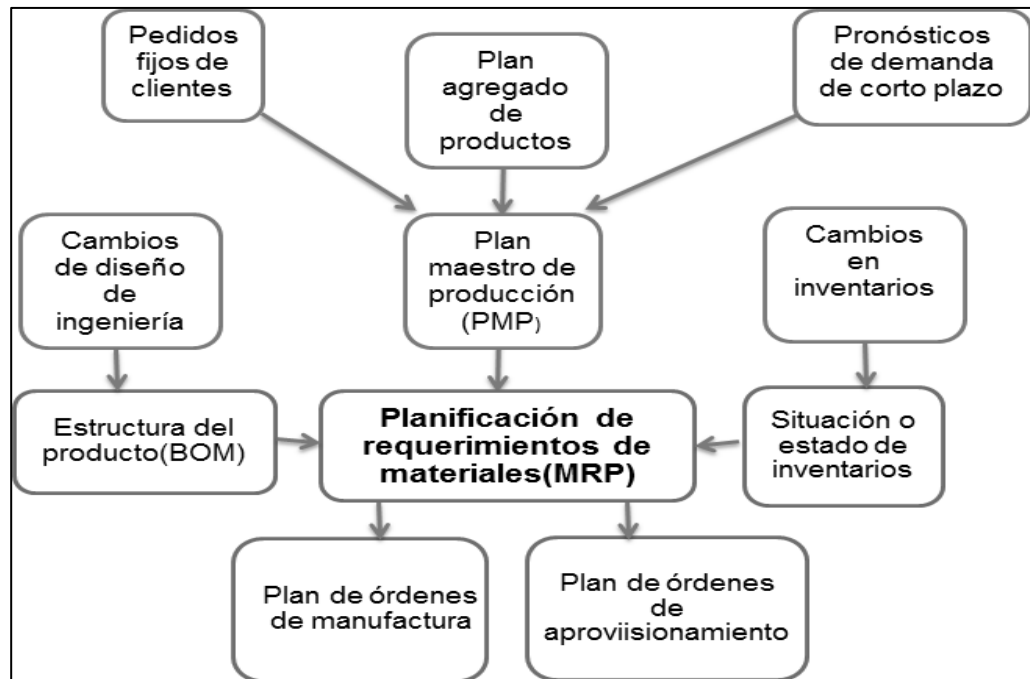 Pedidos
fijos de
clientes
Plan
agregado
de
productos
Pronósticos
de demanda
de corto plazo
Cambios
de diseño
de
ingeniería
Plan
maestro de
producción
(PMP)
Cambios
en
inventarios
Estructura del
producto(BOM)
Planificación de
requerimientos de
materiales(MRP)
Situación o
estado de
inventarios
Plan de órdenes
de manufactura
Plan de órdenes
de
aproviisionamiento